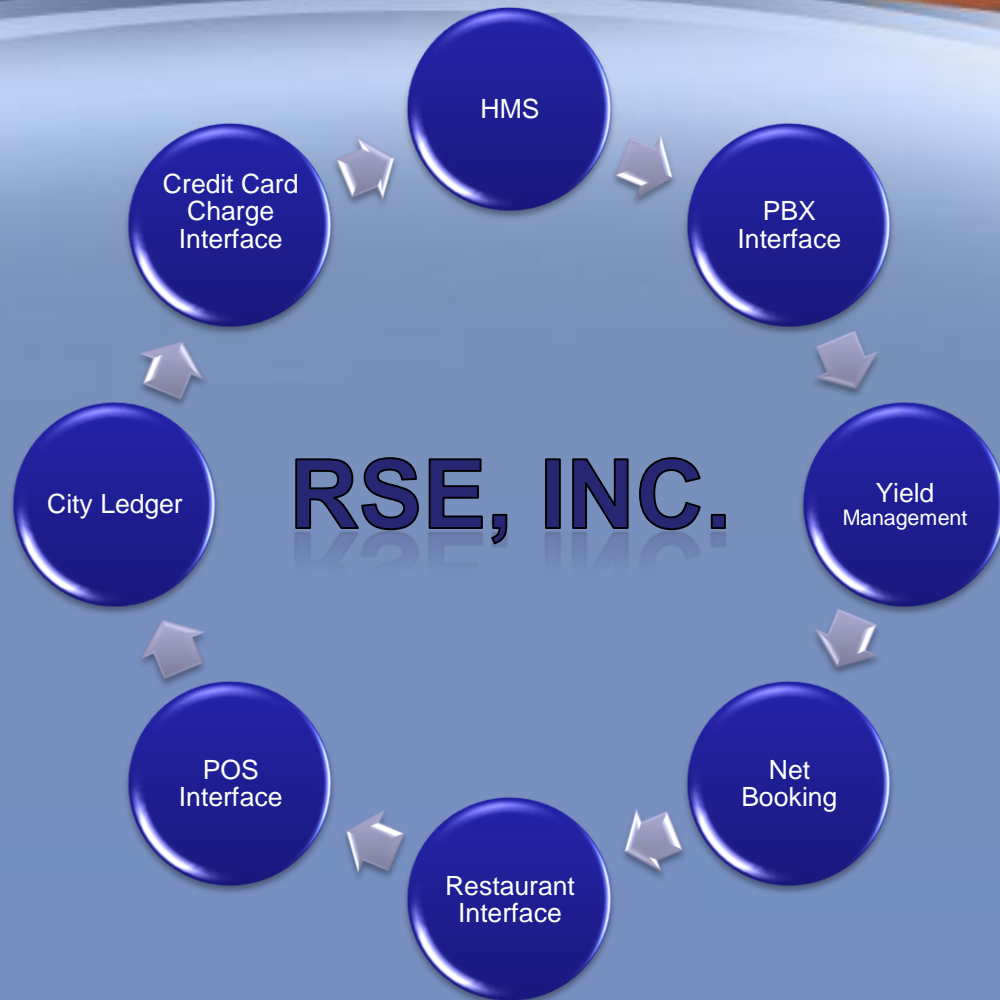 HMS
PBX
Interface
Yield
Management
Net
Booking
Restaurant
Interface
POS
Interface
City Ledger
Credit Card
Charge
Interface
RSE, INC.